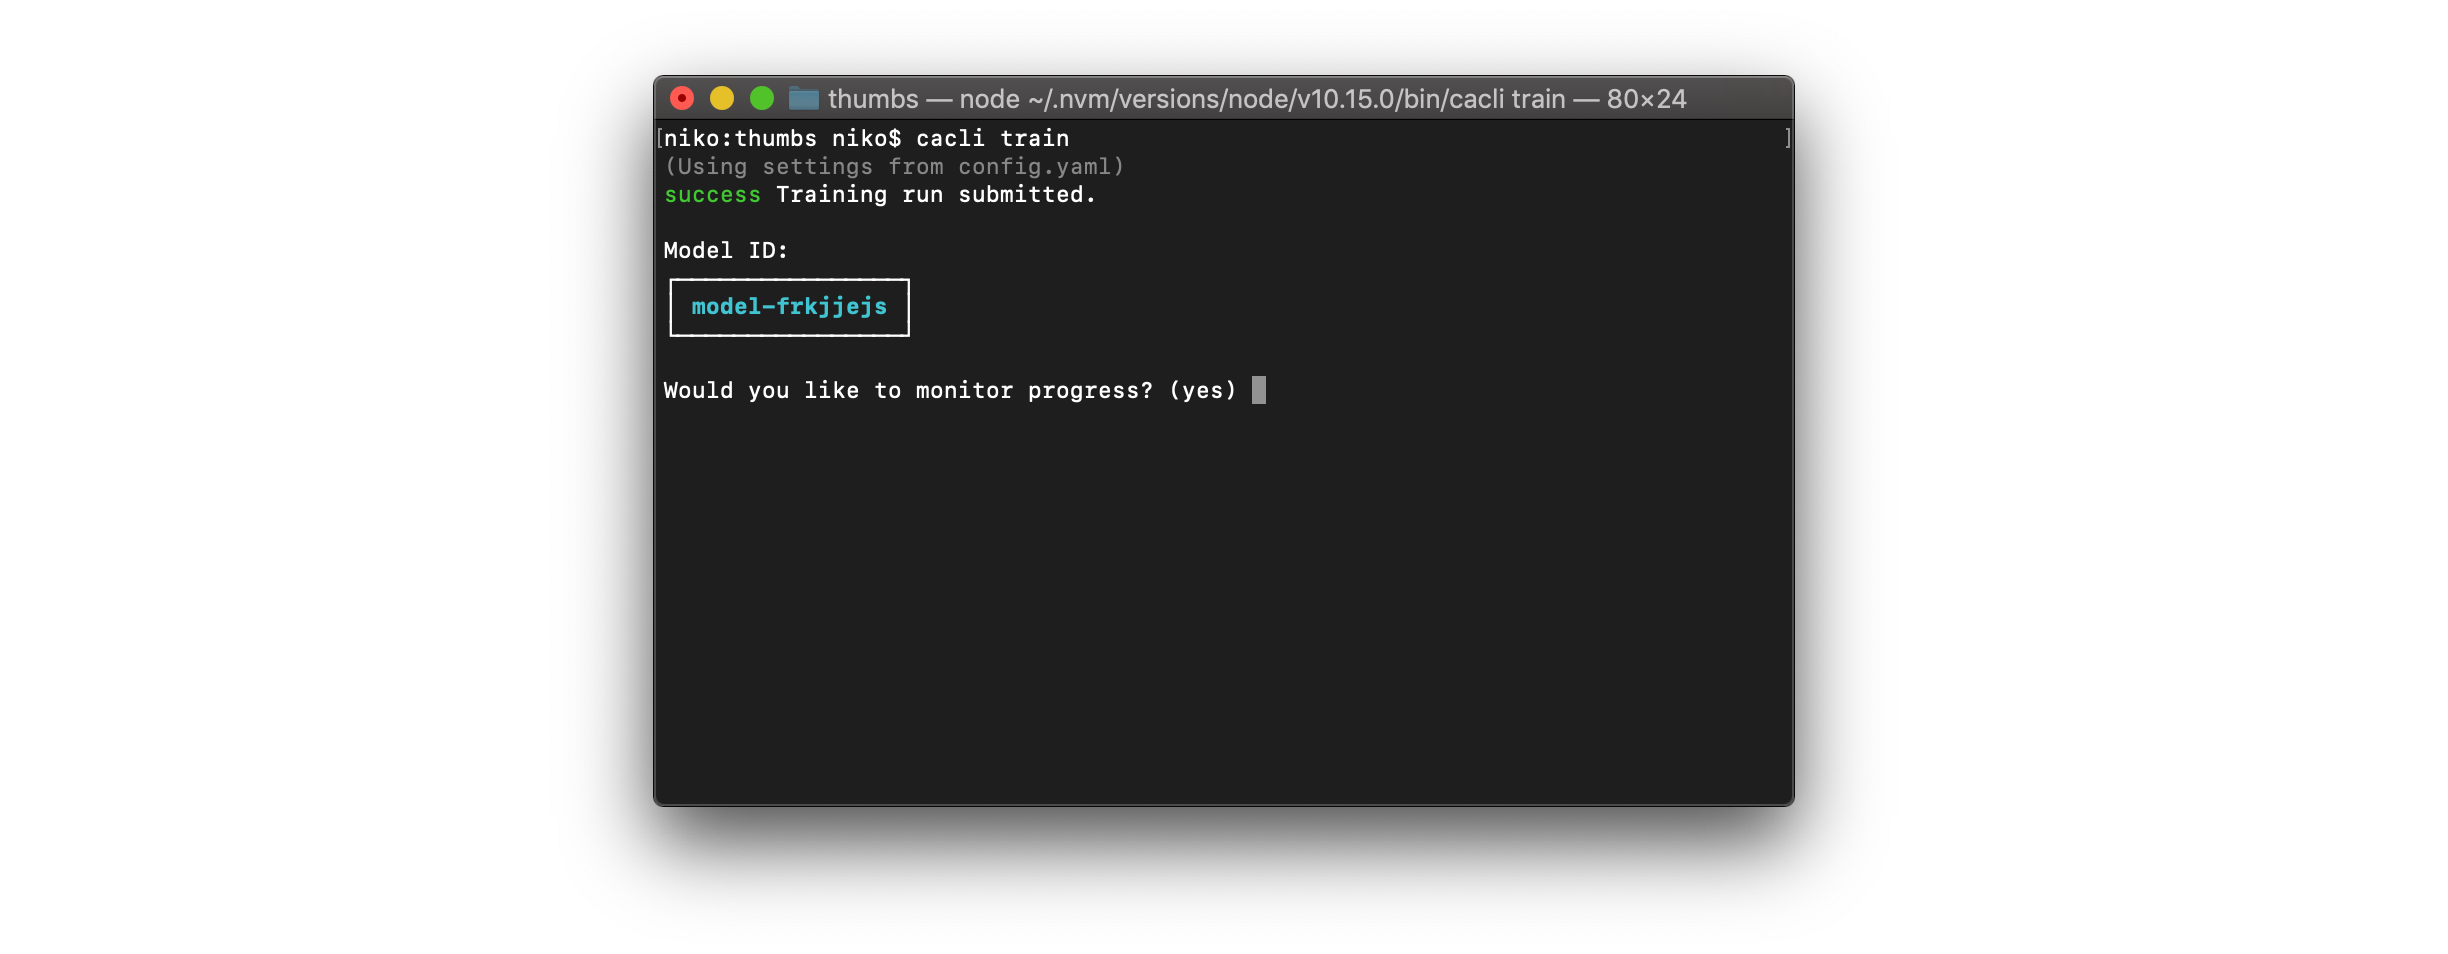 thumbs — node ~/.nvm/versions/node/v10.15.0/bin/cacli train — 80×24
[niko:thumbs niko$ cacli train ]
(Using settings from config.yaml)
success Training run submitted.
Model ID:
model-frkjjejs
Would you like to monitor progress? (yes)